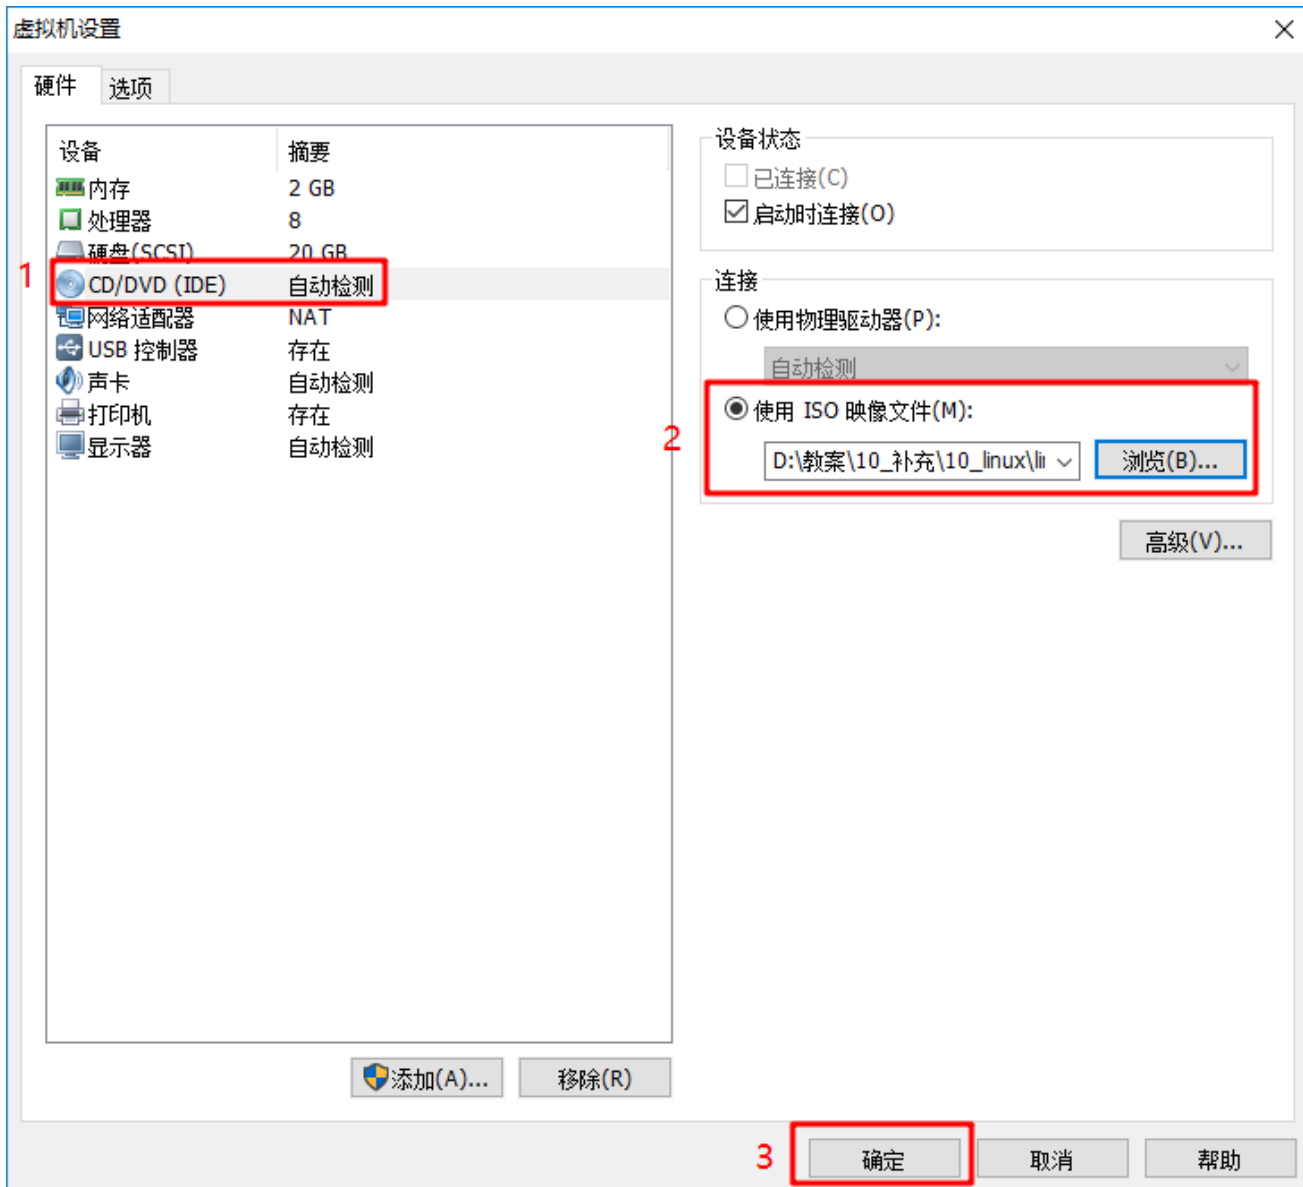 虚拟机设置
硬件
选项
设备 摘要
内存 2 GB
处理器 8
硬盘(SCSI) 20 GB
1
CD/DVD (IDE) 自动检测
网络适配器 NAT
USB 控制器 存在
声卡 自动检测
打印机 存在
显示器 自动检测
添加(A)...
移除(R)
设备状态
已连接(C)
启动时连接(O)
连接
使用物理驱动器(P):
自动检测
2
使用 ISO 映像文件(M):
D:\教案\10_补充\10_linux\li
浏览(B)...
高级(V)...
3
确定
取消
帮助